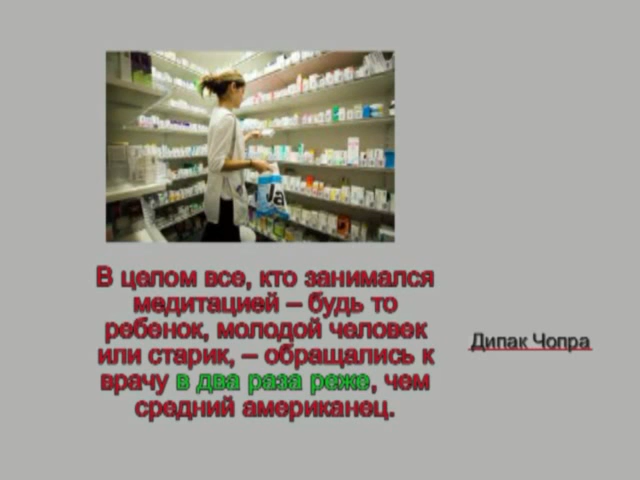 Ja
В целом все, кто занимался
медитацией – будь то
ребенок, молодой человек
или старик, – обращались к
врачу в два раза реже, чем
средний американец.
Дипак Чопра